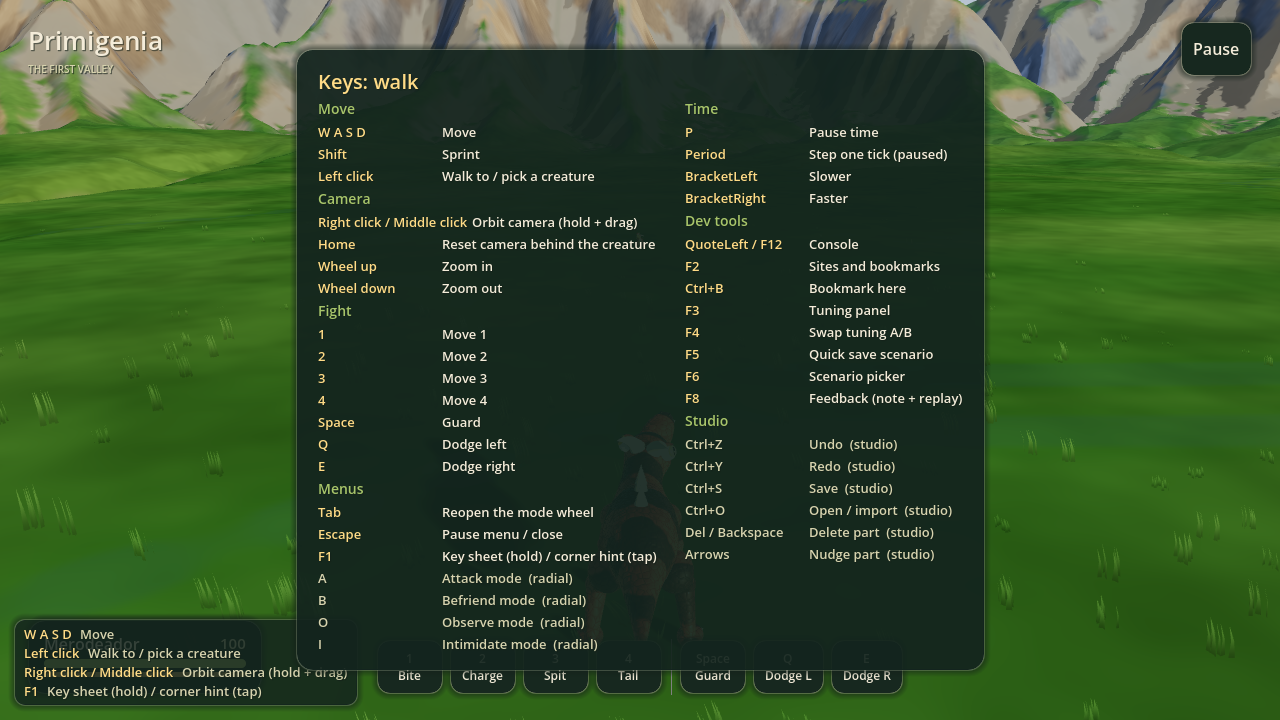 Primigenia
THE FIRST VALLEY
Pause
Keys: walk
Move
W A S D Move
Shift Sprint
Left click Walk to / pick a creature
Camera
Right click / Middle click Orbit camera (hold + drag)
Home Reset camera behind the creature
Wheel up Zoom in
Wheel down Zoom out
Fight
1 Move 1
2 Move 2
3 Move 3
4 Move 4
Space Guard
Q Dodge left
E Dodge right
Menus
Tab Reopen the mode wheel
Escape Pause menu / close
F1 Key sheet (hold) / corner hint (tap)
A Attack mode (radial)
B Befriend mode (radial)
O Observe mode (radial)
I Intimidate mode (radial)
Time
P Pause time
Period Step one tick (paused)
BracketLeft Slower
BracketRight Faster
Dev tools
QuoteLeft / F12 Console
F2 Sites and bookmarks
Ctrl+B Bookmark here
F3 Tuning panel
F4 Swap tuning A/B
F5 Quick save scenario
F6 Scenario picker
F8 Feedback (note + replay)
Studio
Ctrl+Z Undo (studio)
Ctrl+Y Redo (studio)
Ctrl+S Save (studio)
Ctrl+O Open / import (studio)
Del / Backspace Delete part (studio)
Arrows Nudge part (studio)
Merodeador 100
W A S D Move
Left click Walk to / pick a creature
Right click / Middle click Orbit camera (hold + drag)
F1 Key sheet (hold) / corner hint (tap)
1 2 3 4 Space Q E
Bite Charge Spit Tail Guard Dodge L Dodge R